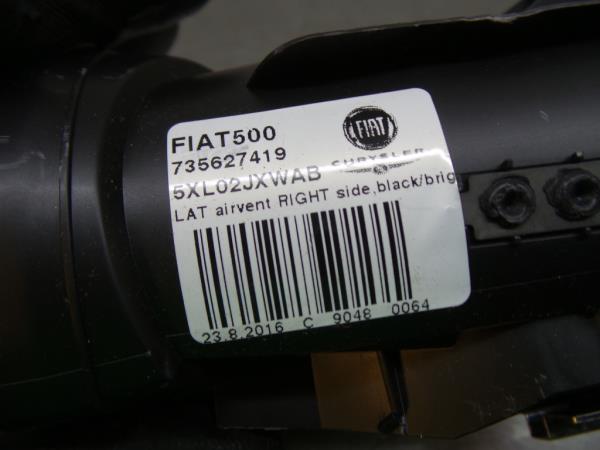 FIAT500
FIAT
735627419
CHRYSLER
5XL02JXWAB
LAT airvent RIGHT side,black/brig
23.8.2016 C 9048 0064